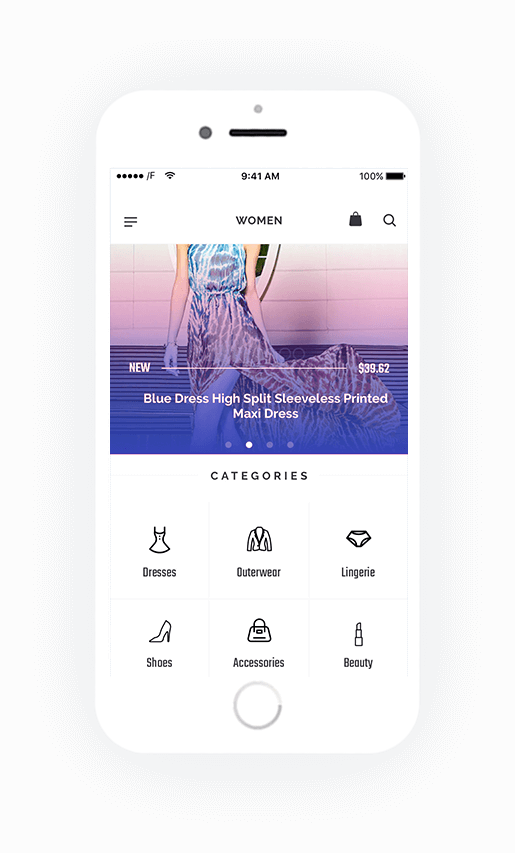 /F 9:41 AM 100%
WOMEN
NEW $39.62
Blue Dress High Split Sleeveless Printed
Maxi Dress
CATEGORIES
Dresses Outerwear Lingerie
Shoes Accessories Beauty